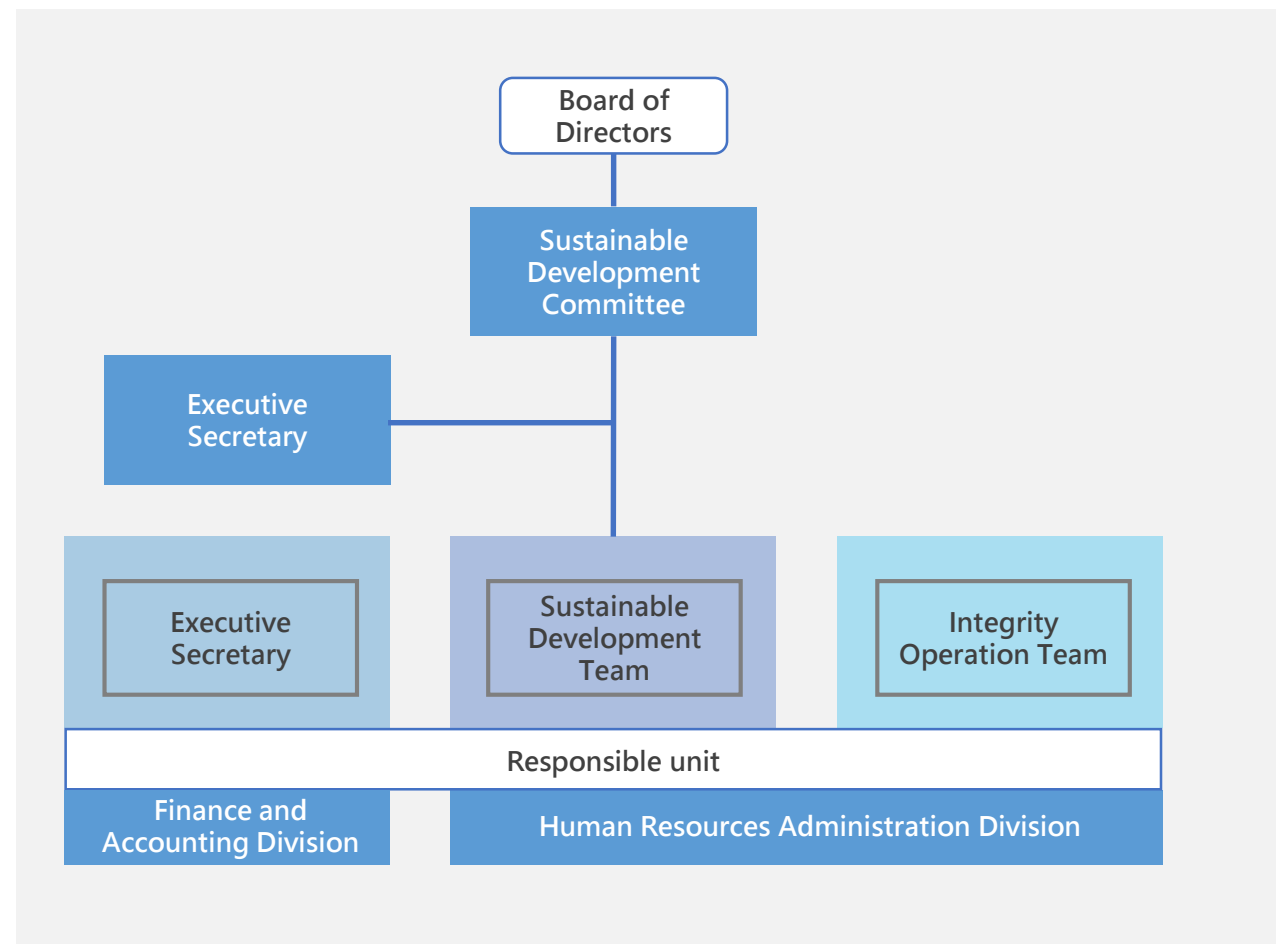 Board of
Directors
Sustainable
Development
Committee
Executive
Secretary
Executive
Secretary
Sustainable
Development
Team
Integrity
Operation Team
Responsible unit
Finance and
Accounting Division
Human Resources Administration Division